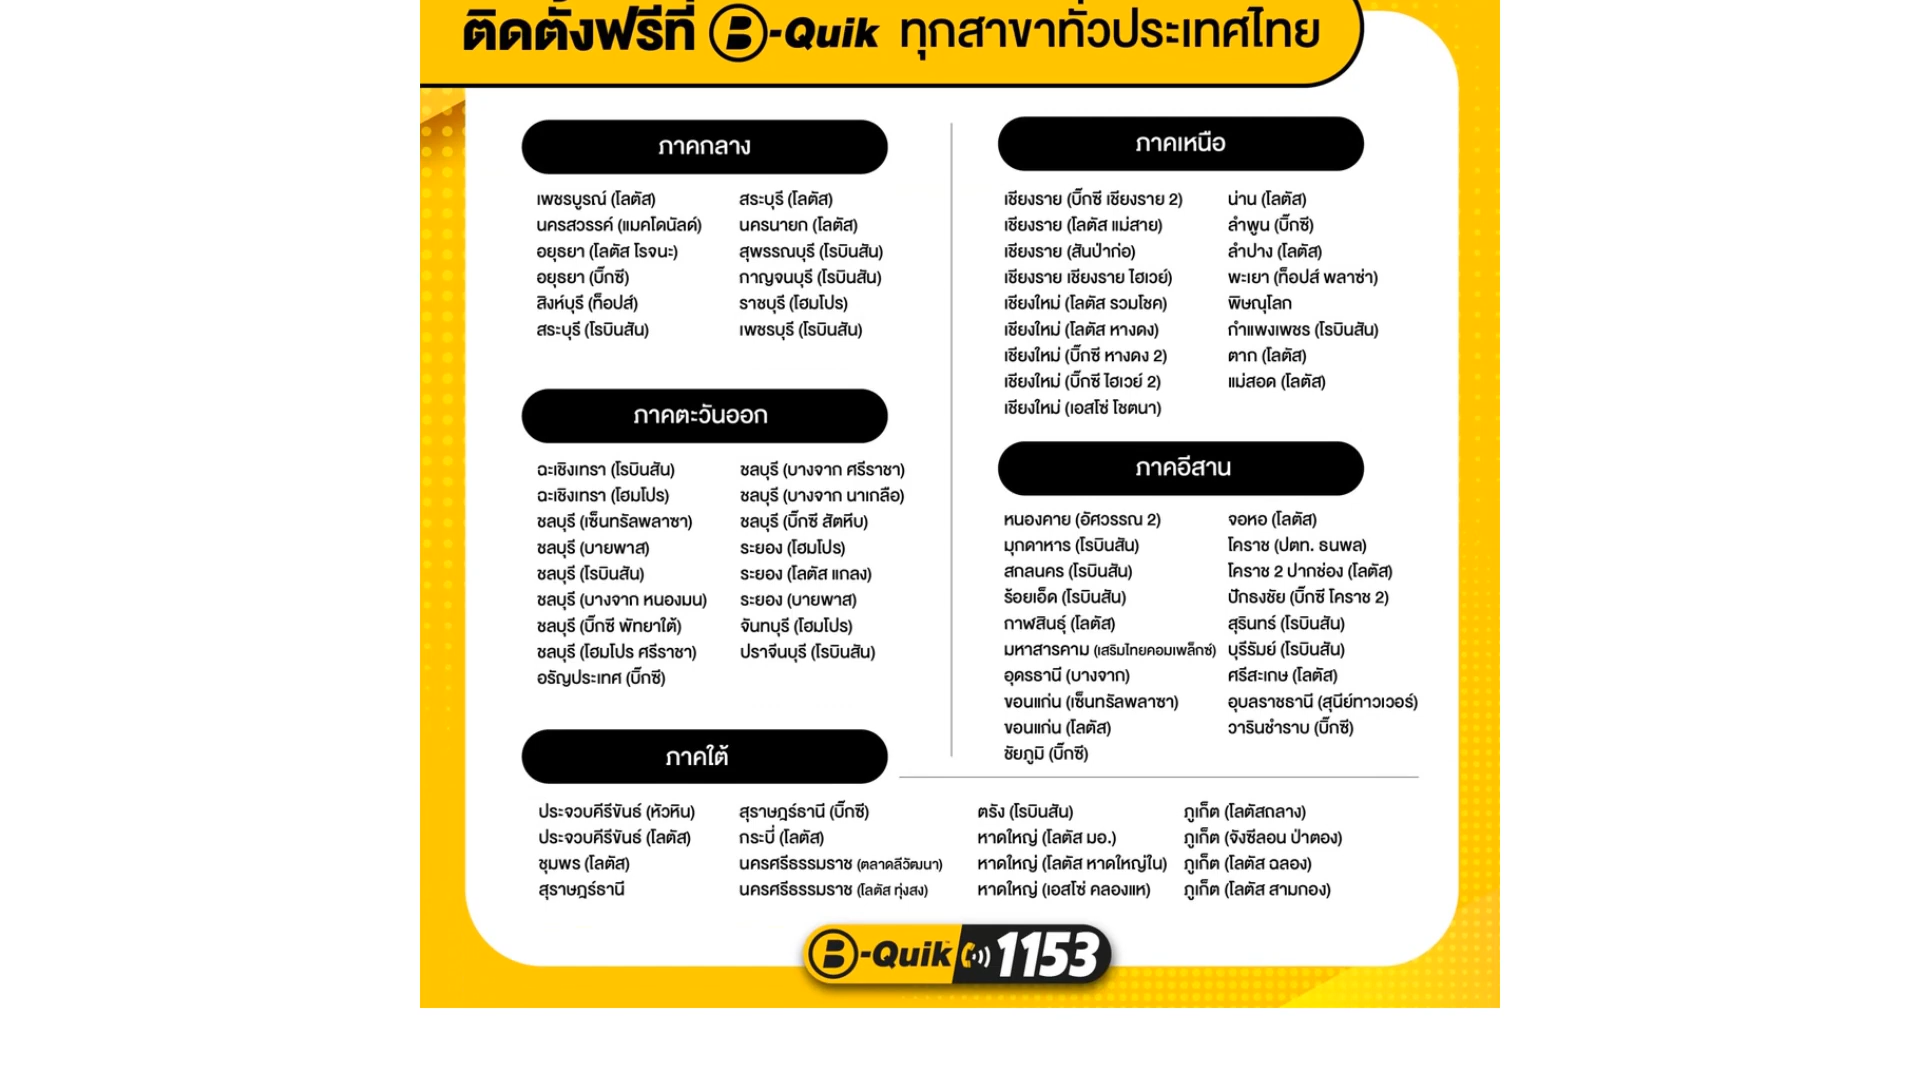 ติดตั้งฟรีที่ B-Quik ทุกสาขาทั่วประเทศไทย
ภาคกลาง
เพชรบูรณ์ (โลตัส)
นครสวรรค์ (แมคโดนัลด์)
อยุธยา (โลตัส โรจนะ)
อยุธยา (บิ๊กซี)
สิงห์บุรี (ท็อปส์)
สระบุรี (โรบินสัน)
สระบุรี (โลตัส)
นครนายก (โลตัส)
สุพรรณบุรี (โรบินสัน)
กาญจนบุรี (โรบินสัน)
ราชบุรี (โฮมโปร)
เพชรบุรี (โรบินสัน)
ภาคตะวันออก
ฉะเชิงเทรา (โรบินสัน)
ฉะเชิงเทรา (โฮมโปร)
ชลบุรี (เซ็นทรัลพลาซา)
ชลบุรี (บายพาส)
ชลบุรี (โรบินสัน)
ชลบุรี (บางจาก หนองมน)
ชลบุรี (บิ๊กซี พัทยาใต้)
ชลบุรี (โฮมโปร ศรีราชา)
อรัญประเทศ (บิ๊กซี)
ชลบุรี (บางจาก ศรีราชา)
ชลบุรี (บางจาก นาเกลือ)
ชลบุรี (บิ๊กซี สัตหีบ)
ระยอง (โฮมโปร)
ระยอง (โลตัส แกลง)
ระยอง (บายพาส)
จันทบุรี (โฮมโปร)
ปราจีนบุรี (โรบินสัน)
ภาคเหนือ
เชียงราย (บิ๊กซี เชียงราย 2)
เชียงราย (โลตัส แม่สาย)
เชียงราย (สันป่าก่อ)
เชียงราย เชียงราย ไฮเวย์)
เชียงใหม่ (โลตัส รวมโชค)
เชียงใหม่ (โลตัส หางดง)
เชียงใหม่ (บิ๊กซี หางดง 2)
เชียงใหม่ (บิ๊กซี ไฮเวย์ 2)
เชียงใหม่ (เอสโซ่ โชตนา)
น่าน (โลตัส)
ลำพูน (บิ๊กซี)
ลำปาง (โลตัส)
พะเยา (ท็อปส์ พลาซ่า)
พิษณุโลก
กำแพงเพชร (โรบินสัน)
ตาก (โลตัส)
แม่สอด (โลตัส)
ภาคอีสาน
หนองคาย (อัศวรรณ 2)
มุกดาหาร (โรบินสัน)
สกลนคร (โรบินสัน)
ร้อยเอ็ด (โรบินสัน)
กาฬสินธุ์ (โลตัส)
มหาสารคาม (เสริมไทยคอมเพล็กซ์)
อุดรธานี (บางจาก)
ขอนแก่น (เซ็นทรัลพลาซา)
ขอนแก่น (โลตัส)
ชัยภูมิ (บิ๊กซี)
จอหอ (โลตัส)
โคราช (ปตท. ธนพล)
โคราช 2 ปากช่อง (โลตัส)
ปักธงชัย (บิ๊กซี โคราช 2)
สุรินทร์ (โรบินสัน)
บุรีรัมย์ (โรบินสัน)
ศรีสะเกษ (โลตัส)
อุบลราชธานี (สุนีย์ทาวเวอร์)
วารินชำราบ (บิ๊กซี)
ภาคใต้
ประจวบคีรีขันธ์ (หัวหิน)
ประจวบคีรีขันธ์ (โลตัส)
ชุมพร (โลตัส)
สุราษฎร์ธานี
สุราษฎร์ธานี (บิ๊กซี)
กระบี่ (โลตัส)
นครศรีธรรมราช (ตลาดลีวัฒนา)
นครศรีธรรมราช (โลตัส ทุ่งสง)
ตรัง (โรบินสัน)
หาดใหญ่ (โลตัส มอ.)
หาดใหญ่ (โลตัส หาดใหญ่ใน)
หาดใหญ่ (เอสโซ่ คลองแห)
ภูเก็ต (โลตัสถลาง)
ภูเก็ต (จังซีลอน ป่าตอง)
ภูเก็ต (โลตัส ฉลอง)
ภูเก็ต (โลตัส สามกอง)
B-Quik 1153